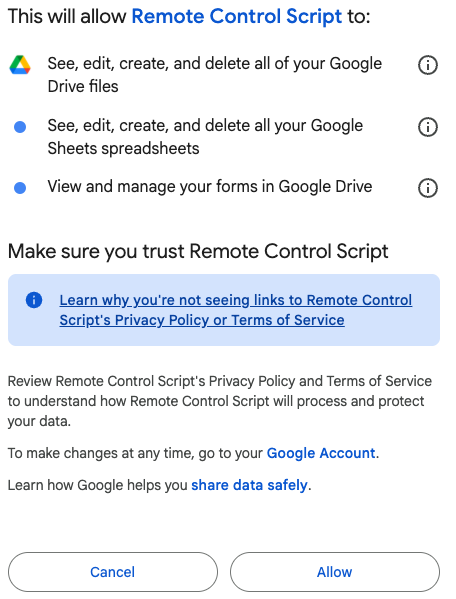 This will allow Remote Control Script to:
See, edit, create, and delete all of your Google
Drive files
See, edit, create, and delete all your Google
Sheets spreadsheets
View and manage your forms in Google Drive
Make sure you trust Remote Control Script
Learn why you're not seeing links to Remote Control
Script's Privacy Policy or Terms of Service
Review Remote Control Script's Privacy Policy and Terms of Service
to understand how Remote Control Script will process and protect
your data.
To make changes at any time, go to your Google Account.
Learn how Google helps you share data safely.
Cancel
Allow